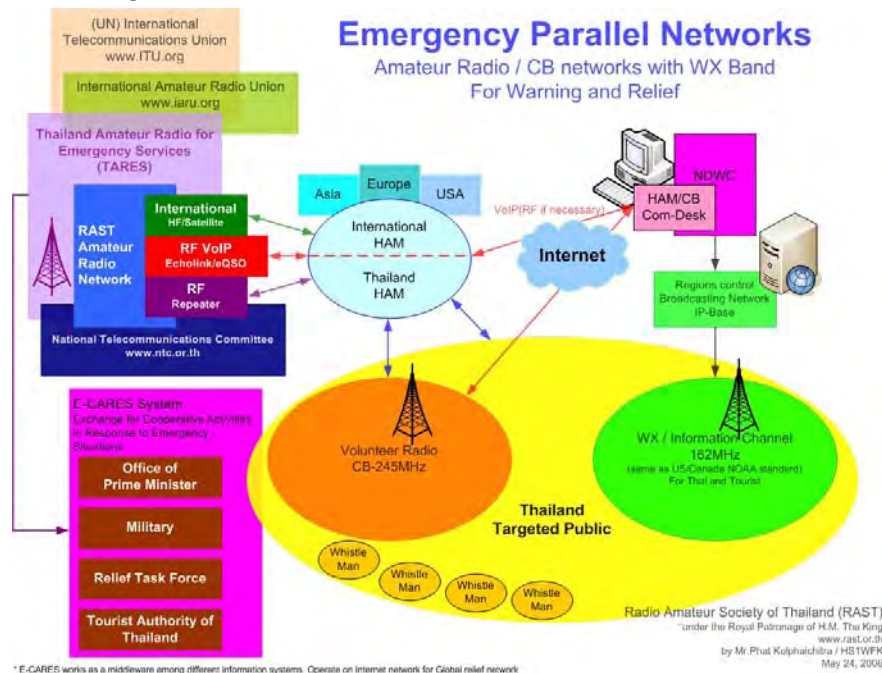 Emergency Parallel Networks
Amateur Radio / CB networks with WX Band
For Warning and Relief
(UN) International
Telecommunications Union
www.ITU.org
International Amateur Radio Union
www.iaru.org
Thailand Amateur Radio for
Emergency Services
(TARES)
RAST
Amateur
Radio
Network
International
HF/Satellite
RF VoIP
Echolink/eQSO
RF
Repeater
National Telecommunications Committee
www.ntc.or.th
Asia
Europe
USA
International
HAM
Thailand
HAM
VoIP(RF if necessary)
Internet
NDWC
HAM/CB
Com-Desk
Regions control
Broadcasting Network
IP-Base
E-CARES System
Exchange for Cooperative Activities
in Response to Emergency
Situations
Office of
Prime Minister
Military
Relief Task Force
Tourist Authority of
Thailand
Volunteer Radio
CB-245MHz
WX / Information Channel
162MHz
(same as US/Canada NOAA standard)
For Thai and Tourist
Thailand
Targeted Public
Whistle
Man
Whistle
Man
Whistle
Man
Whistle
Man
Radio Amateur Society of Thailand (RAST)
"under the Royal Patronage of H.M. The King
www.rast.or.th
by Mr.Phat Kulphaichitra / HS1WFK
May 24, 2006
* E-CARES works as a middleware among different information systems. Operate on Internet network for Global relief network